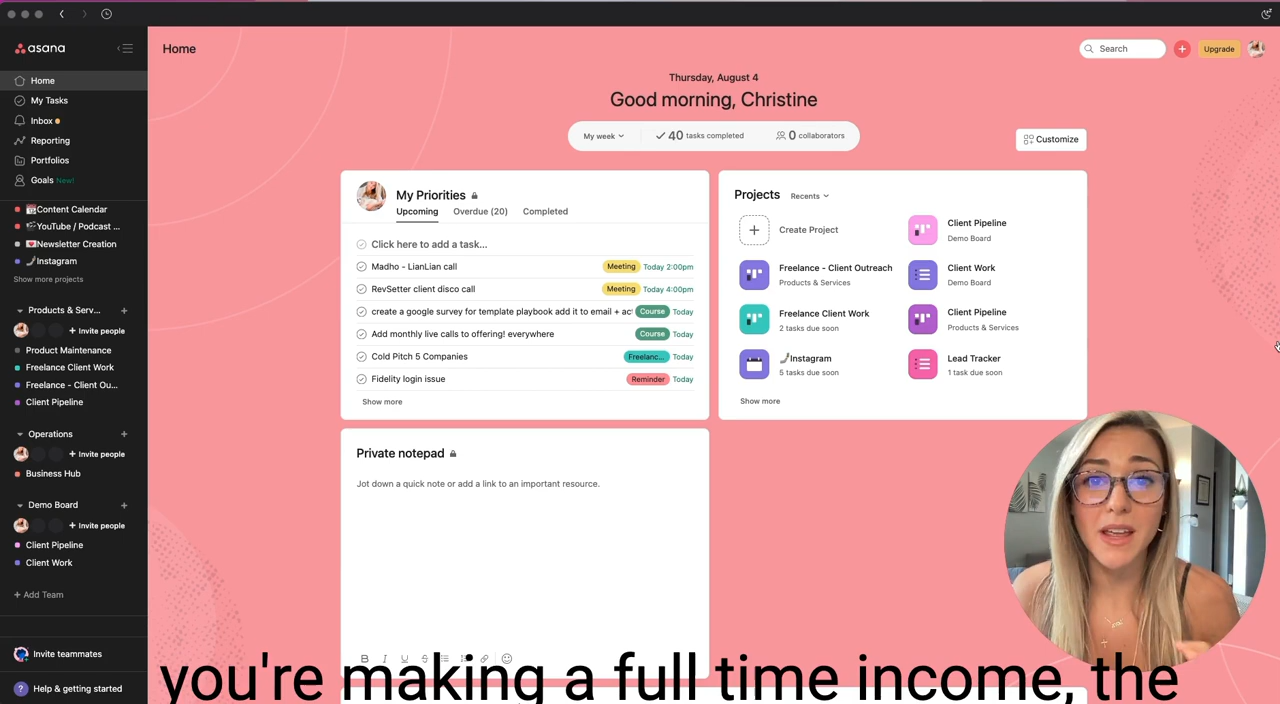 asana
Home
My Tasks
Inbox
Reporting
Portfolios
Goals New!
Content Calendar
YouTube / Podcast ...
Newsletter Creation
Instagram
Show more projects
Products & Serv...
+ Invite people
Product Maintenance
Freelance Client Work
Freelance - Client Ou...
Client Pipeline
Operations
+ Invite people
Business Hub
Demo Board
+ Invite people
Client Pipeline
Client Work
+ Add Team
Invite teammates
Help & getting started
Home
Search
Upgrade
Thursday, August 4
Good morning, Christine
My week
40 tasks completed
0 collaborators
Customize
My Priorities
Upcoming Overdue (20) Completed
Click here to add a task...
Madho - LianLian call Meeting Today 2:00pm
RevSetter client disco call Meeting Today 4:00pm
create a google survey for template playbook add it to email + ac Course Today
Add monthly live calls to offering! everywhere Course Today
Cold Pitch 5 Companies Freelanc... Today
Fidelity login issue Reminder Today
Show more
Projects Recents
Create Project
Client Pipeline
Demo Board
Freelance - Client Outreach
Products & Services
Client Work
Demo Board
Freelance Client Work
2 tasks due soon
Client Pipeline
Products & Services
Instagram
5 tasks due soon
Lead Tracker
1 task due soon
Show more
Private notepad
Jot down a quick note or add a link to an important resource.
B I U S
you're making a full time income, the